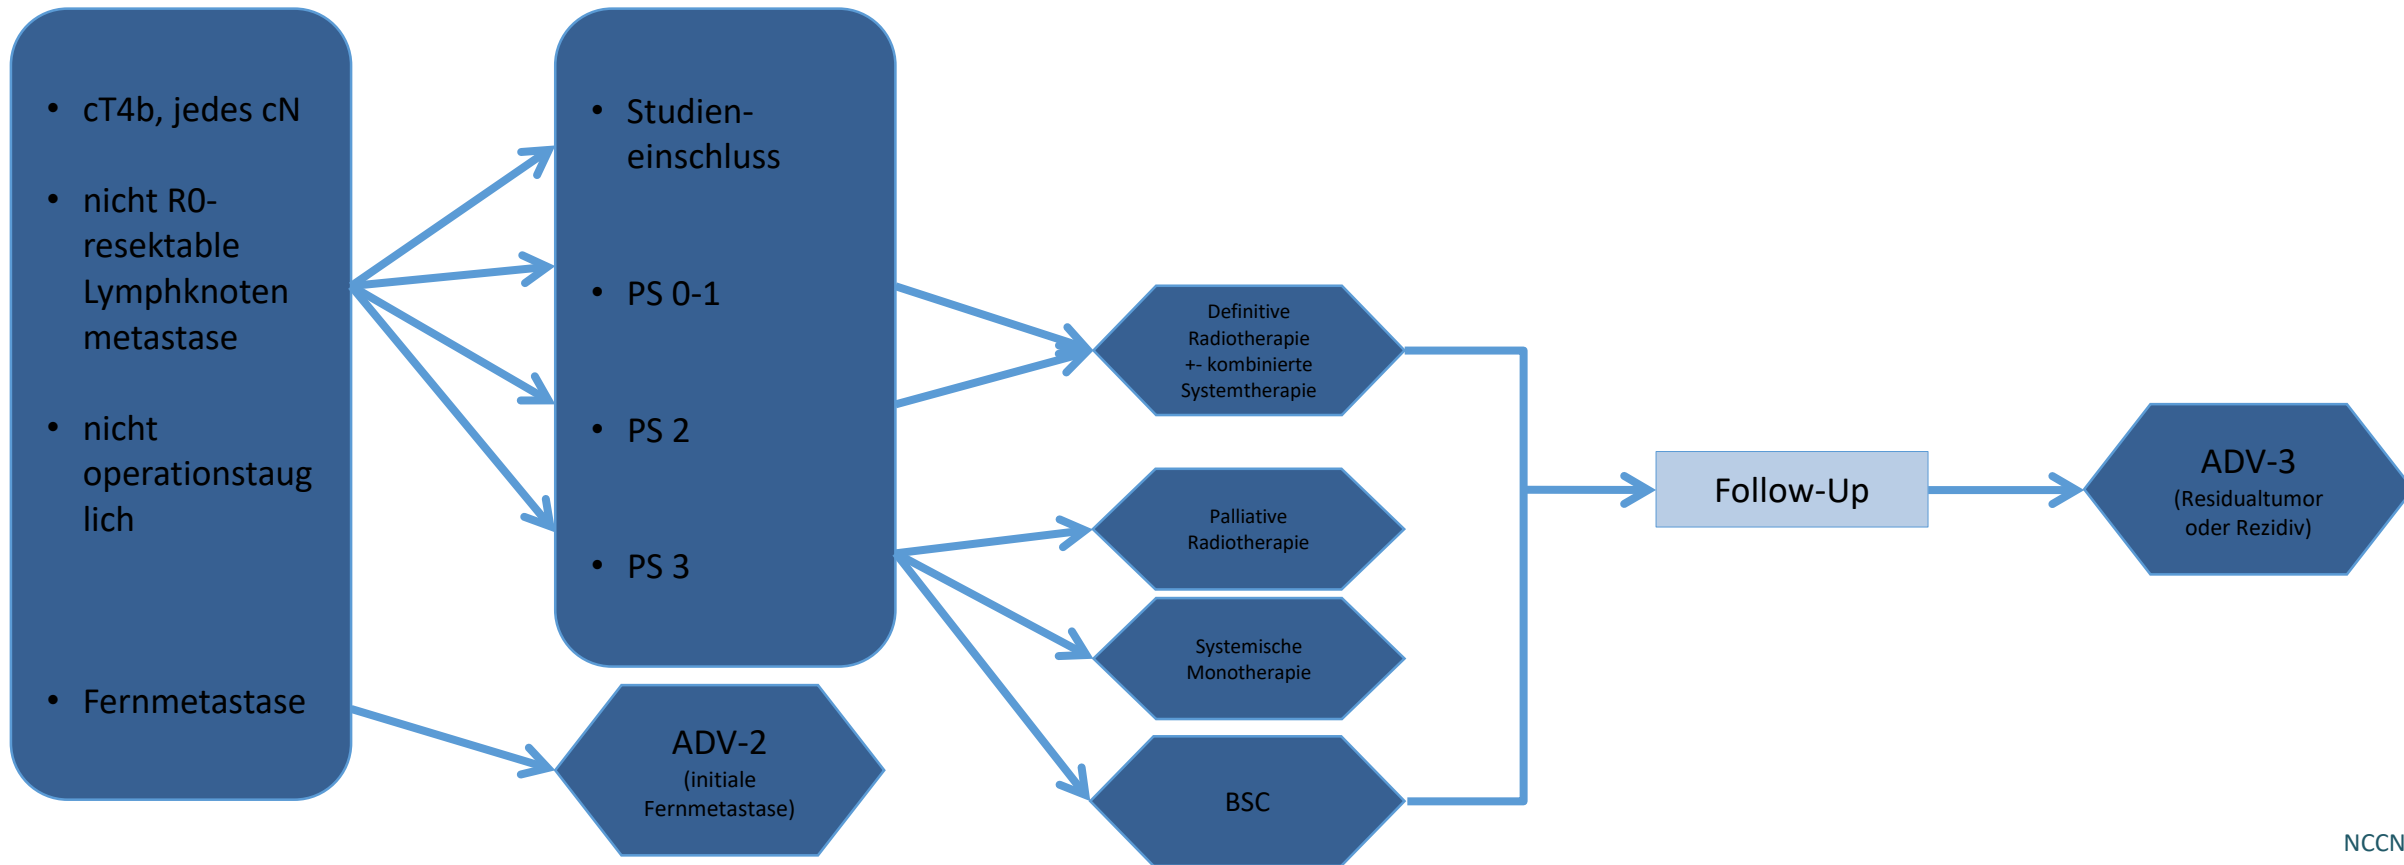 • cT4b, jedes cN
• nicht R0-
resektable
Lymphknoten
metastase
• nicht
operationstaug
lich
• Fernmetastase
• Studien-
einschluss
• PS 0-1
• PS 2
• PS 3
ADV-2
(initiale
Fernmetastase)
Definitive
Radiotherapie
+- kombinierte
Systemtherapie
Palliative
Radiotherapie
Systemische
Monotherapie
BSC
Follow-Up
ADV-3
(Residualtumor
oder Rezidiv)
NCCN